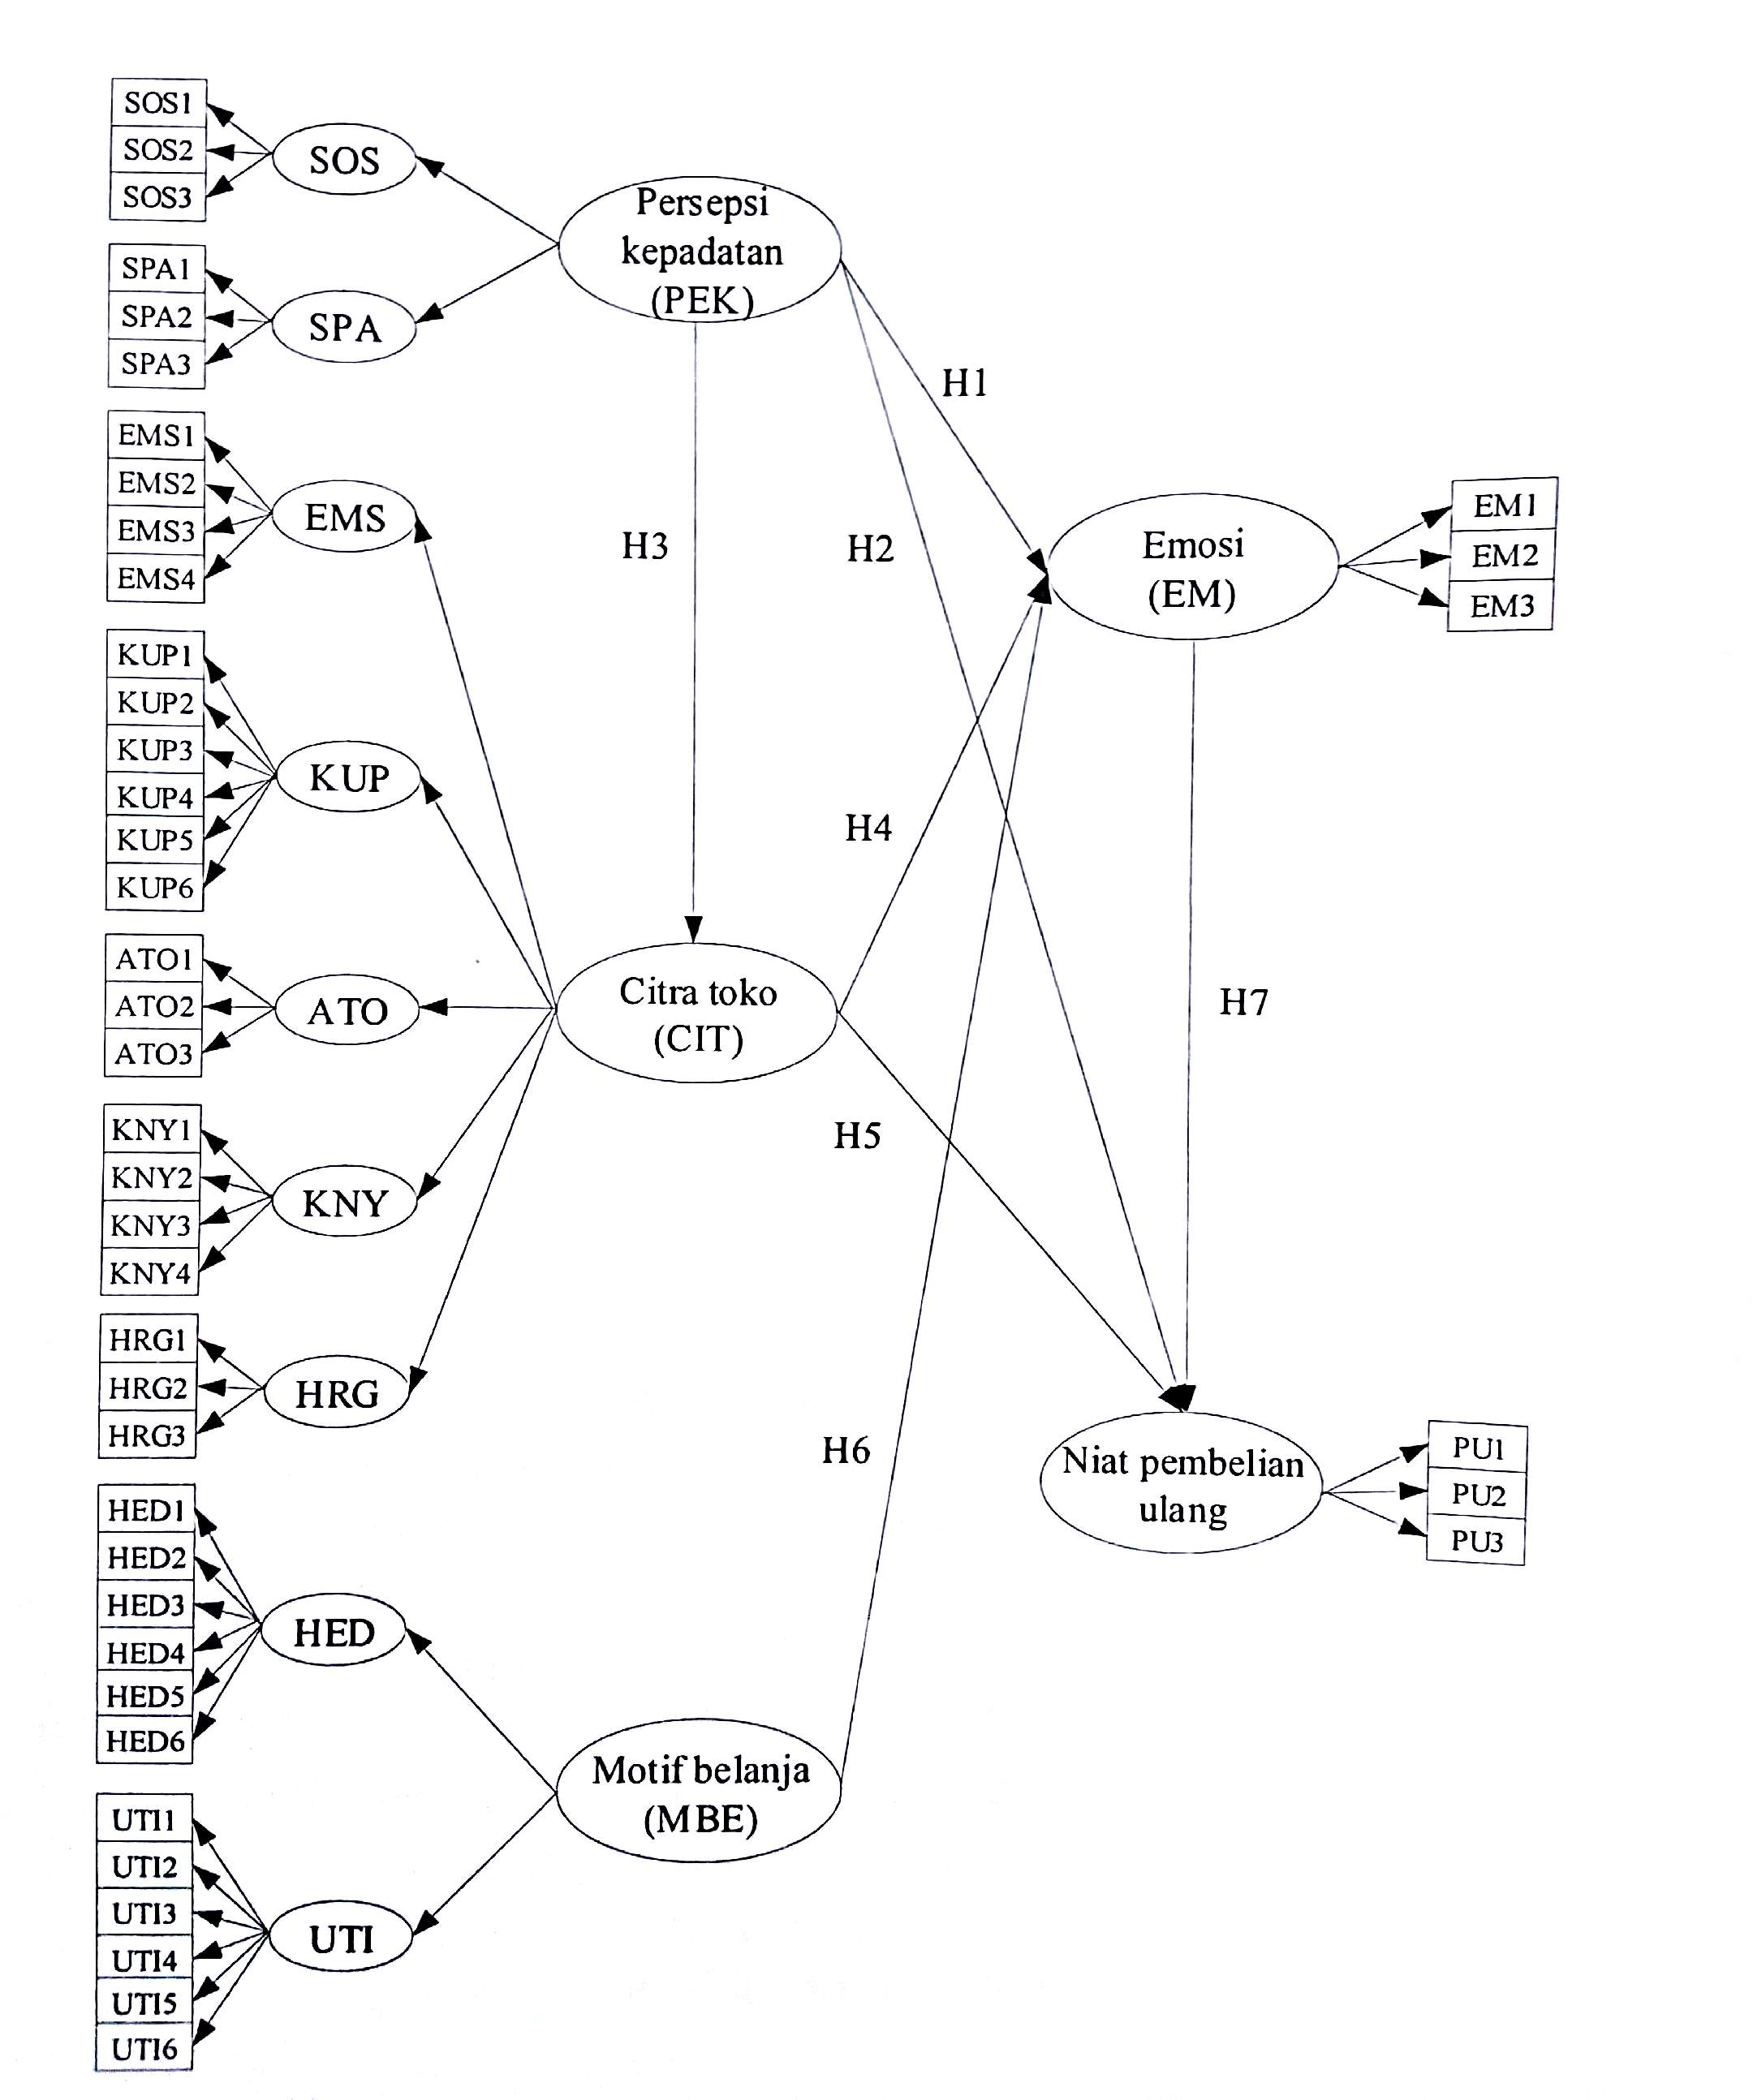 SOS1
SOS2
SOS3
SOS
SPA1
SPA2
SPA3
SPA
Persepsi
kepadatan
(PEK)
H1
EMS1
EMS2
EMS3
EMS4
EMS
H3
H2
Emosi
(EM)
EM1
EM2
EM3
KUP1
KUP2
KUP3
KUP4
KUP5
KUP6
KUP
H4
ATO1
ATO2
ATO3
ATO
Citra toko
(CIT)
H7
KNY1
KNY2
KNY3
KNY4
KNY
H5
HRG1
HRG2
HRG3
HRG
H6
Niat pembelian
ulang
PU1
PU2
PU3
HED1
HED2
HED3
HED4
HED5
HED6
HED
Motif belanja
(MBE)
UTI1
UTI2
UTI3
UTI4
UTI5
UTI6
UTI